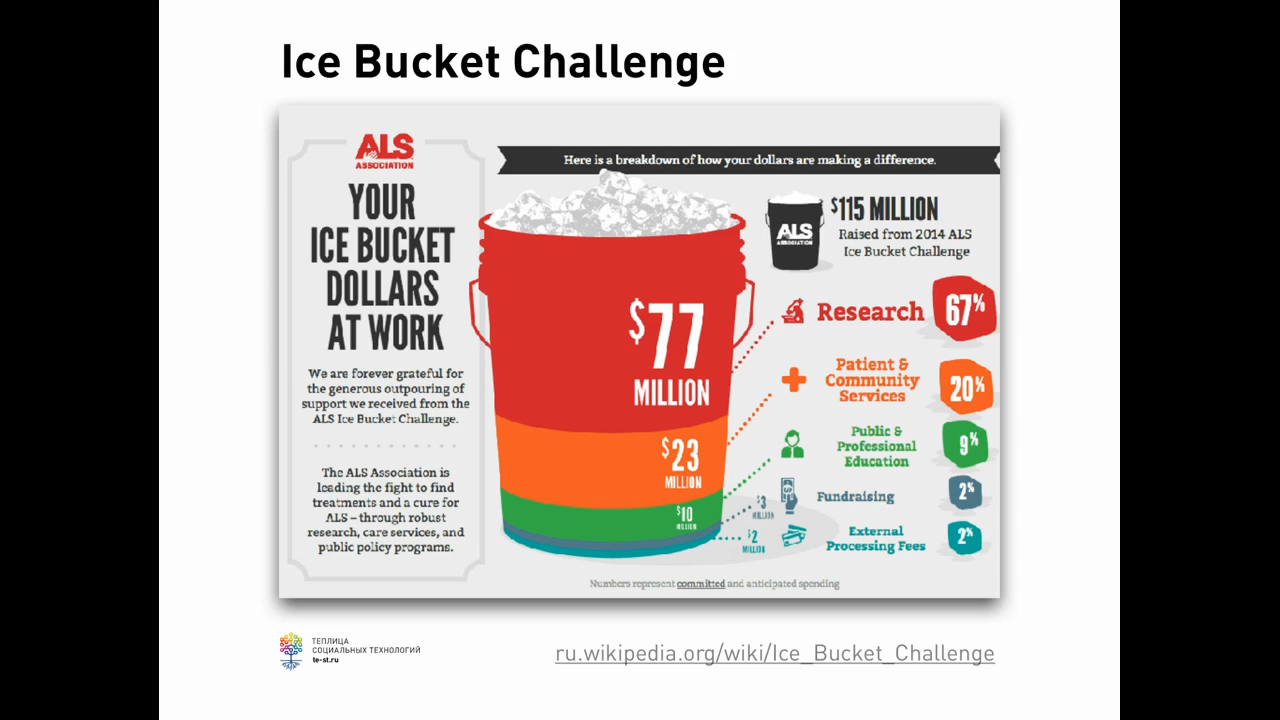 Ice Bucket Challenge
ALS
ASSOCIATION
YOUR
ICE BUCKET
DOLLARS
AT WORK
We are forever grateful for
the generous outpouring of
support we received from the
ALS Ice Bucket Challenge.
The ALS Association is
leading the fight to find
treatments and a cure for
ALS – through robust
research, care services, and
public policy programs.
Here is a breakdown of how your dollars are making a difference.
ALS
ASSOCIATION
$115 MILLION
Raised from 2014 ALS
Ice Bucket Challenge
$77
MILLION
Research
67%
$23
MILLION
Patient &
Community
Services
20%
$10
MILLION
Public &
Professional
Education
9%
$3
MILLION
Fundraising
2%
$2
MILLION
External
Processing Fees
2%
Numbers represent committed and anticipated spending
ТЕПЛИЦА
СОЦИАЛЬНЫХ ТЕХНОЛОГИЙ
te-st.ru
ru.wikipedia.org/wiki/Ice_Bucket_Challenge